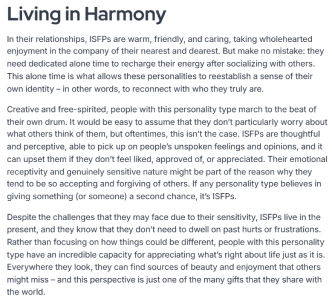 Living in Harmony
In their relationships, ISFPs are warm, friendly, and caring, taking wholehearted
enjoyment in the company of their nearest and dearest. But make no mistake: they
need dedicated alone time to recharge their energy after socializing with others.
This alone time is what allows these personalities to reestablish a sense of their
own identity – in other words, to reconnect with who they truly are.
Creative and free-spirited, people with this personality type march to the beat of
their own drum. It would be easy to assume that they don't particularly worry about
what others think of them, but oftentimes, this isn't the case. ISFPs are thoughtful
and perceptive, able to pick up on people's unspoken feelings and opinions, and it
can upset them if they don't feel liked, approved of, or appreciated. Their emotional
receptivity and genuinely sensitive nature might be part of the reason why they
tend to be so accepting and forgiving of others. If any personality type believes in
giving something (or someone) a second chance, it's ISFPs.
Despite the challenges that they may face due to their sensitivity, ISFPs live in the
present, and they know that they don't need to dwell on past hurts or frustrations.
Rather than focusing on how things could be different, people with this personality
type have an incredible capacity for appreciating what's right about life just as it is.
Everywhere they look, they can find sources of beauty and enjoyment that others
might miss – and this perspective is just one of the many gifts that they share with
the world.